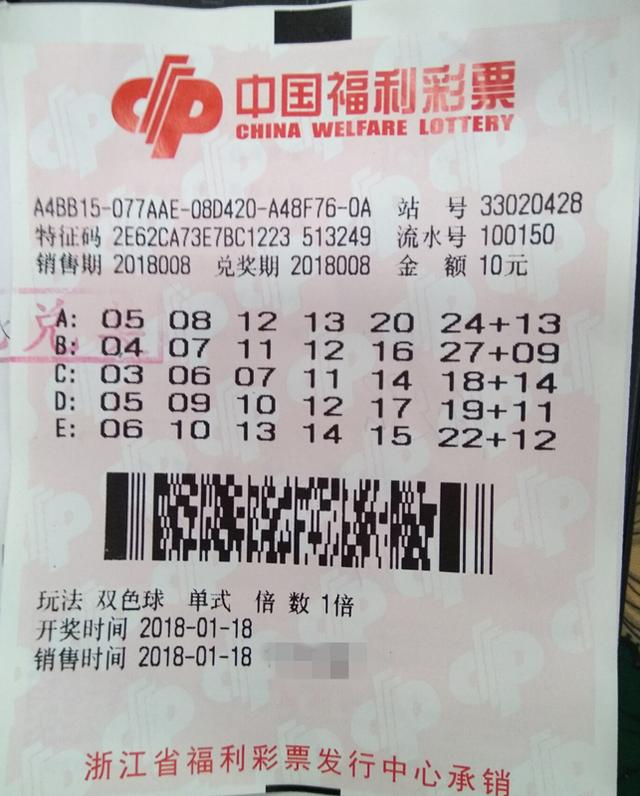 中国福利彩票
CHINA WELFARE LOTTERY
A4BB15-077AAE-08D420-A48F76-0A 站 号 33020428
特征码 2E62CA73E7BC1223 513249 流水号 100150
销售期 2018008 兑奖期 2018008 金 额 10元
兑
A: 05 08 12 13 20 24+13
B: 04 07 11 12 16 27+09
C: 03 06 07 11 14 18+14
D: 05 09 10 12 17 19+11
E: 06 10 13 14 15 22+12
玩法 双色球 单式 倍 数 1倍
开奖时间 2018-01-18
销售时间 2018-01-18
浙江省福利彩票发行中心承销